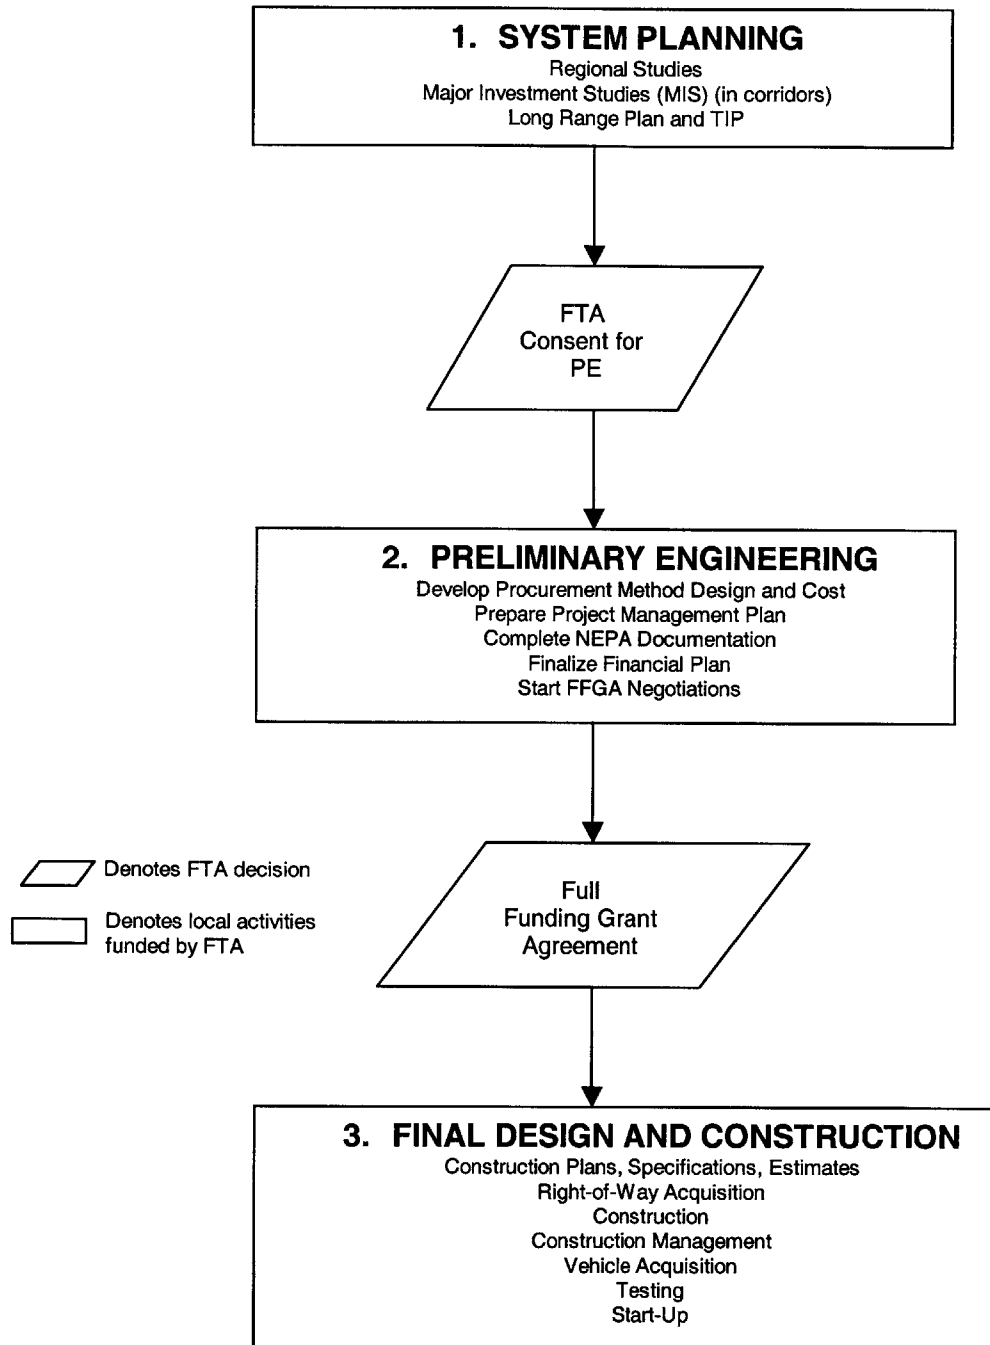 1. SYSTEM PLANNING
Regional Studies
Major Investment Studies (MIS) (in corridors)
Long Range Plan and TIP
FTA
Consent for
PE
2. PRELIMINARY ENGINEERING
Develop Procurement Method Design and Cost
Prepare Project Management Plan
Complete NEPA Documentation
Finalize Financial Plan
Start FFGA Negotiations
Denotes FTA decision
Denotes local activities
funded by FTA
Full
Funding Grant
Agreement
3. FINAL DESIGN AND CONSTRUCTION
Construction Plans, Specifications, Estimates
Right-of-Way Acquisition
Construction
Construction Management
Vehicle Acquisition
Testing
Start-Up